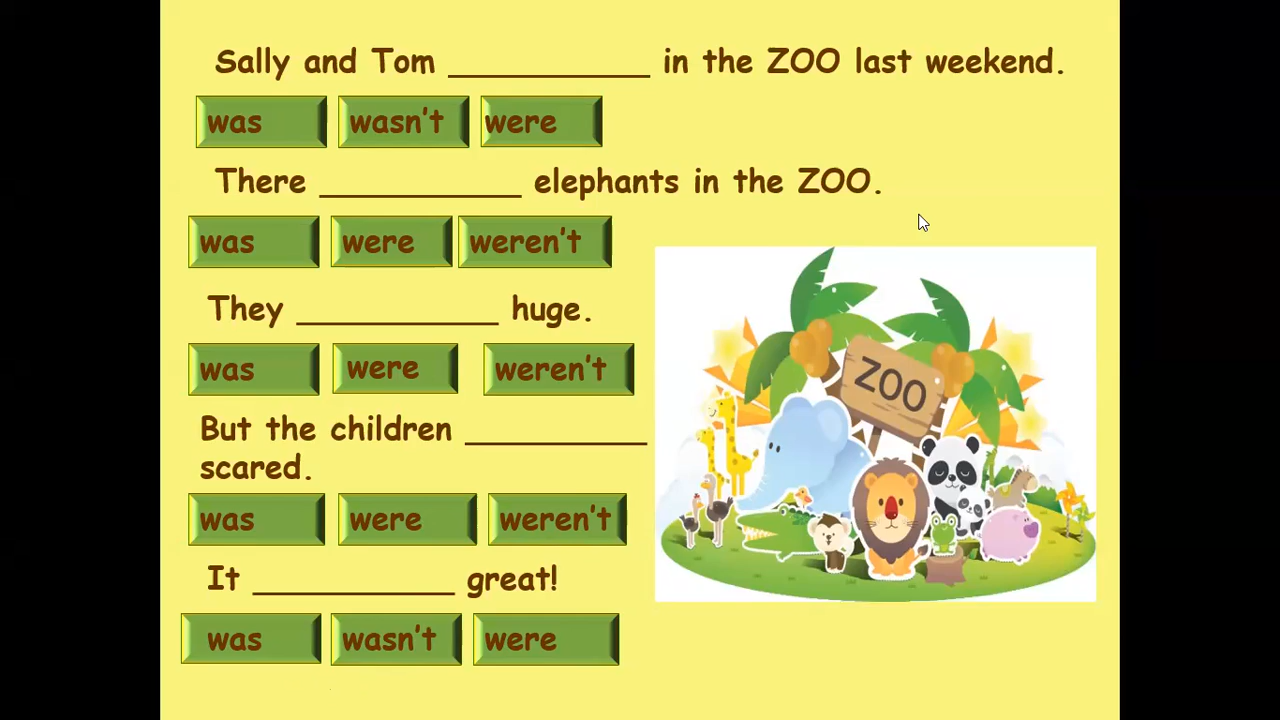 Sally and Tom ___________ in the ZOO last weekend.
was wasn't were
There ___________ elephants in the ZOO.
was were weren't
They ___________ huge.
was were weren't
But the children __________
scared.
was were weren't
It ___________ great!
was wasn't were
ZOO